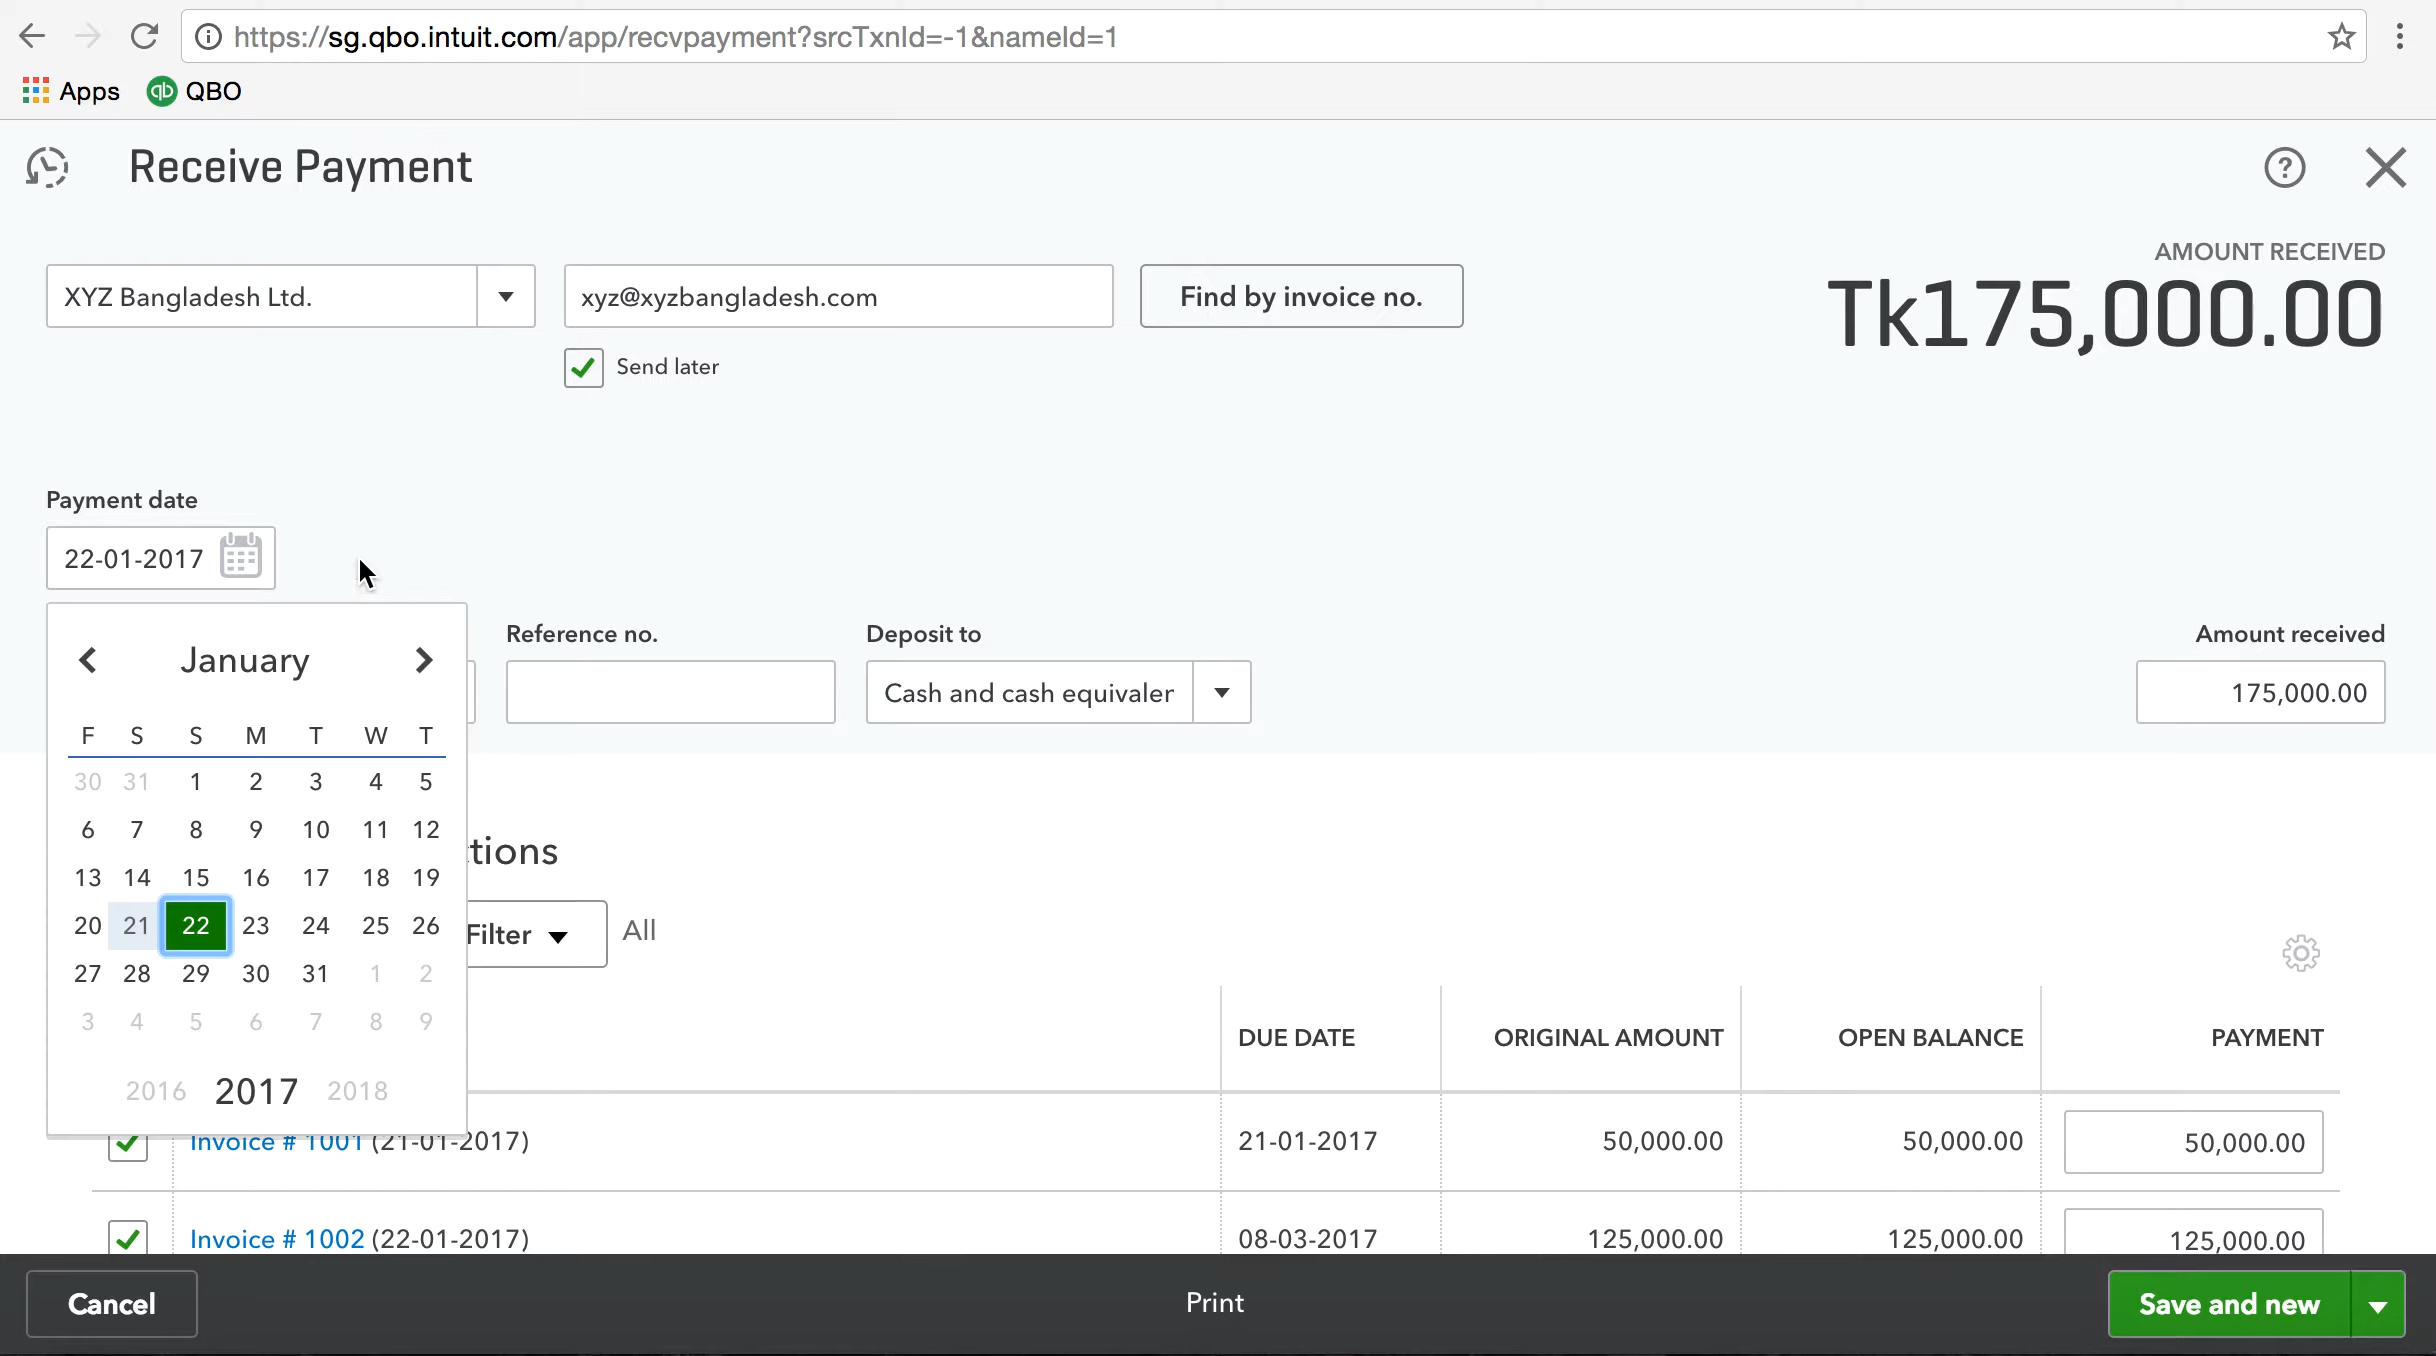 https://sg.qbo.intuit.com/app/recvpayment?srcTxnId=-1&nameId=1
Apps qb QBO
Receive Payment ?
AMOUNT RECEIVED
Tk175,000.00
XYZ Bangladesh Ltd. xyz@xyzbangladesh.com Find by invoice no.
Send later
Payment date
22-01-2017
Reference no. Deposit to Amount received
Cash and cash equivaler 175,000.00
January
F S S M T W T
30 31 1 2 3 4 5
6 7 8 9 10 11 12
13 14 15 16 17 18 19
20 21 22 23 24 25 26
27 28 29 30 31 1 2
3 4 5 6 7 8 9
2016 2017 2018
tions
Filter All
DUE DATE ORIGINAL AMOUNT OPEN BALANCE PAYMENT
Invoice # 1001 (21-01-2017) 21-01-2017 50,000.00 50,000.00 50,000.00
Invoice # 1002 (22-01-2017) 08-03-2017 125,000.00 125,000.00 125,000.00
Cancel Print Save and new